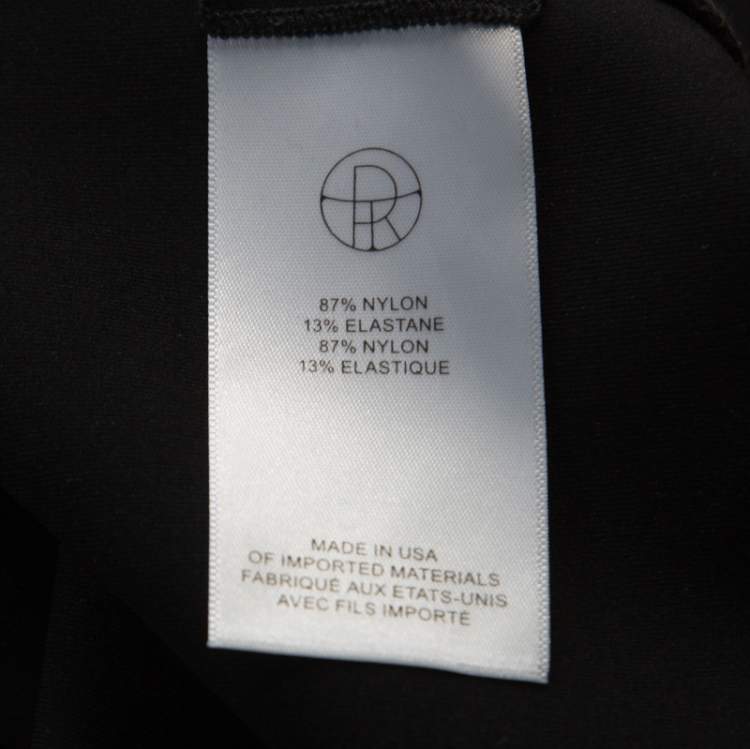 87% NYLON
13% ELASTANE
87% NYLON
13% ELASTIQUE
MADE IN USA
OF IMPORTED MATERIALS
FABRIQUÉ AUX ETATS-UNIS
AVEC FILS IMPORTÉ